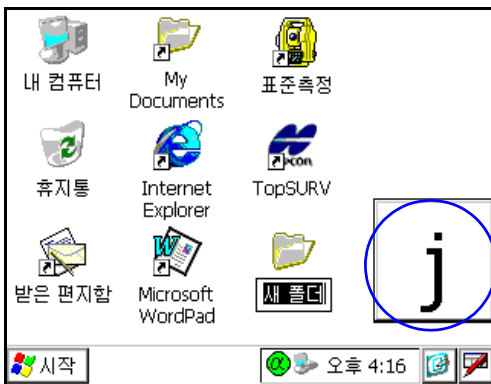 내 컴퓨터
My
Documents
표준측정
휴지통
Internet
Explorer
TopSURV
받은 편지함
Microsoft
WordPad
새 폴더
j
시작
α
오후 4:16